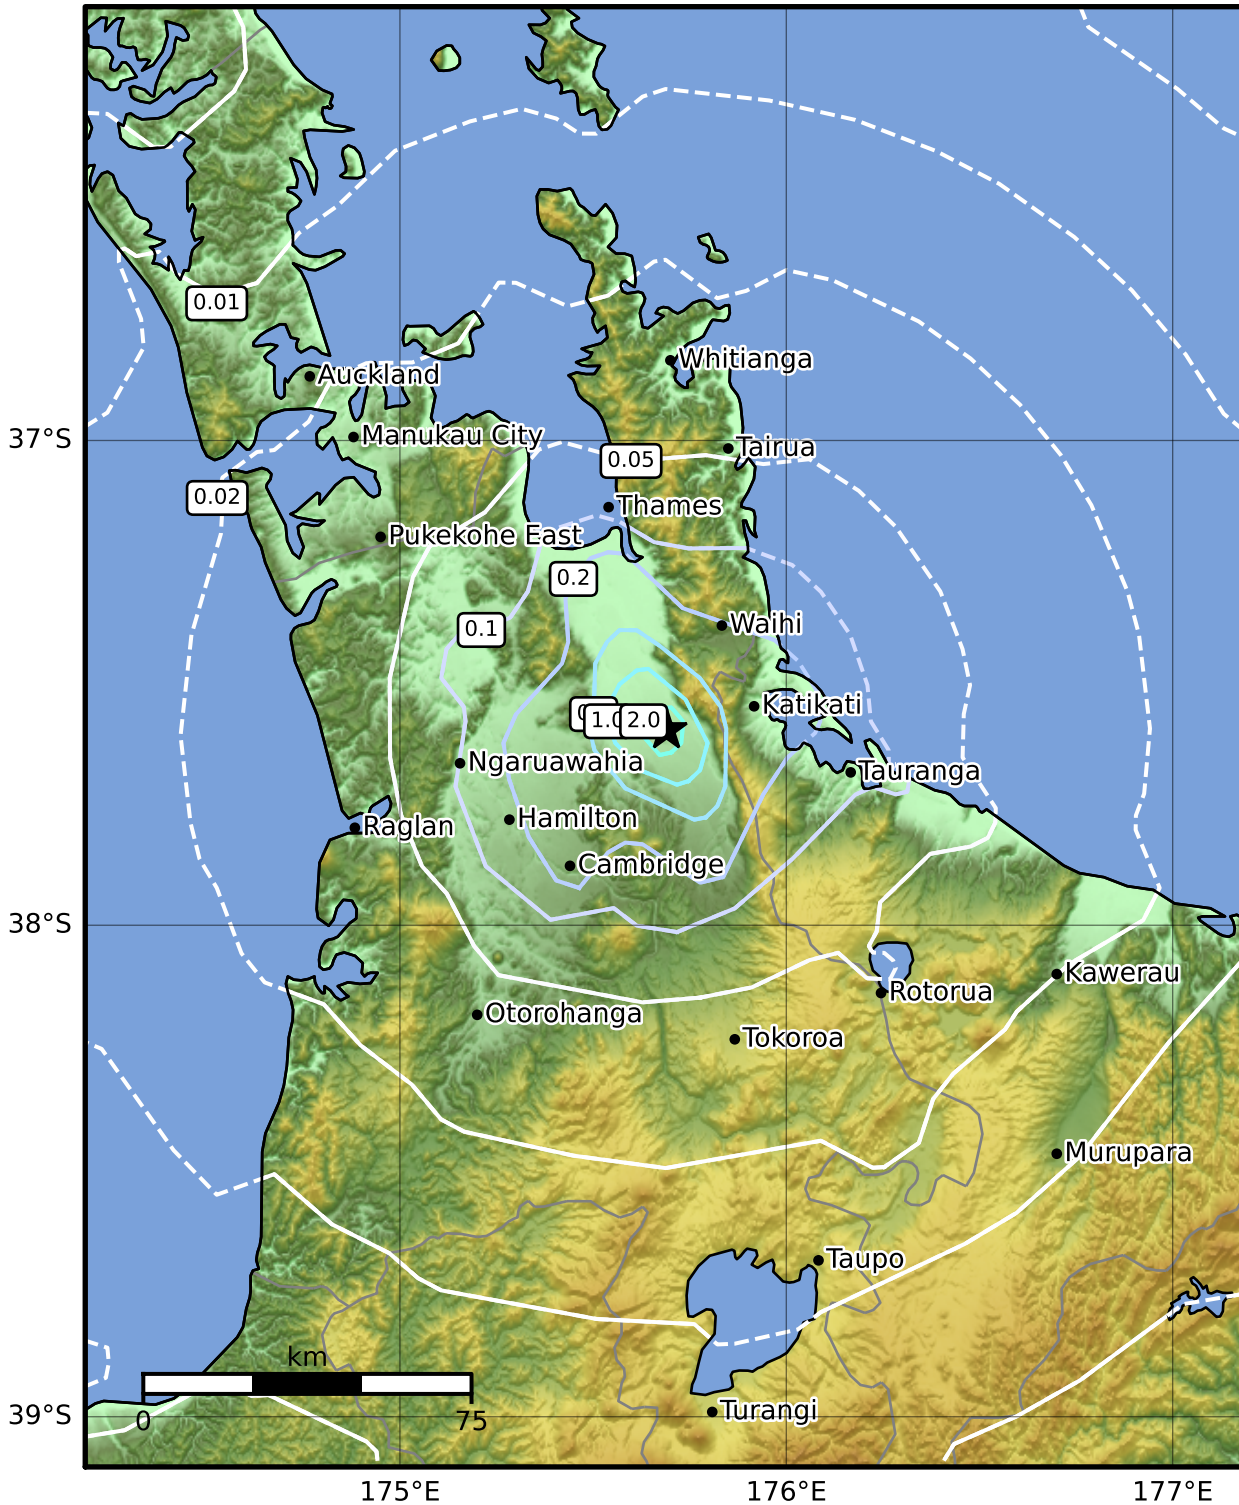 0.01
Whitianga
Auckland
Manukau City
37°S
Tairua
0.05
0.02
Thames
Pukekohe East
0.2
0.1
Waihi
Katikati
1.0
2.0
Ngaruawahia
Tauranga
Hamilton
Raglan
Cambridge
38°S
Kawerau
Rotorua
Otorohanga
Tokoroa
Murupara
Taupo
km
0
75
39°S
Turangi
175°E
176°E
177°E